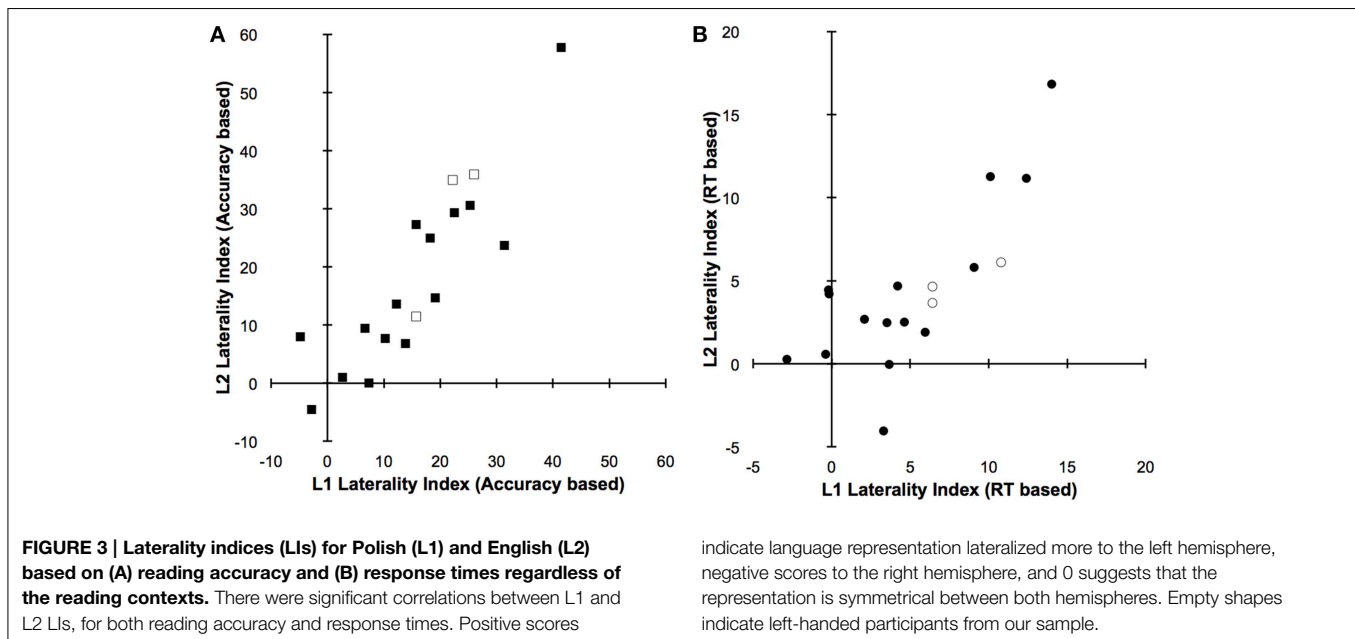 A
60
50
40
30
20
10
0
-10
-10
0
10
20
30
40
50
60
L2 Laterality Index (Accuracy based)
L1 Laterality Index (Accuracy based)
B
20
15
10
5
0
-5
-5
0
5
10
15
20
L2 Laterality Index (RT based)
L1 Laterality Index (RT based)
FIGURE 3 | Laterality indices (LIs) for Polish (L1) and English (L2)
based on (A) reading accuracy and (B) response times regardless of
the reading contexts. There were significant correlations between L1 and
L2 LIs, for both reading accuracy and response times. Positive scores
indicate language representation lateralized more to the left hemisphere,
negative scores to the right hemisphere, and 0 suggests that the
representation is symmetrical between both hemispheres. Empty shapes
indicate left-handed participants from our sample.